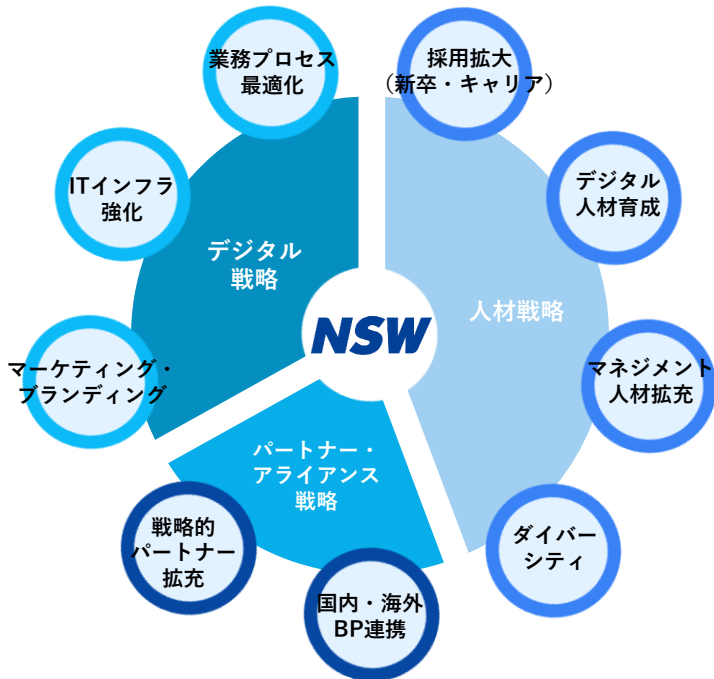 業務プロセス
最適化
採用拡大
（新卒・キャリア）
ITインフラ
強化
デジタル
人材育成
デジタル
戦略
人材戦略
NSW
マーケティング・
ブランディング
マネジメント
人材拡充
パートナー・
アライアンス
戦略
戦略的
パートナー
拡充
ダイバー
シティ
国内・海外
BP連携